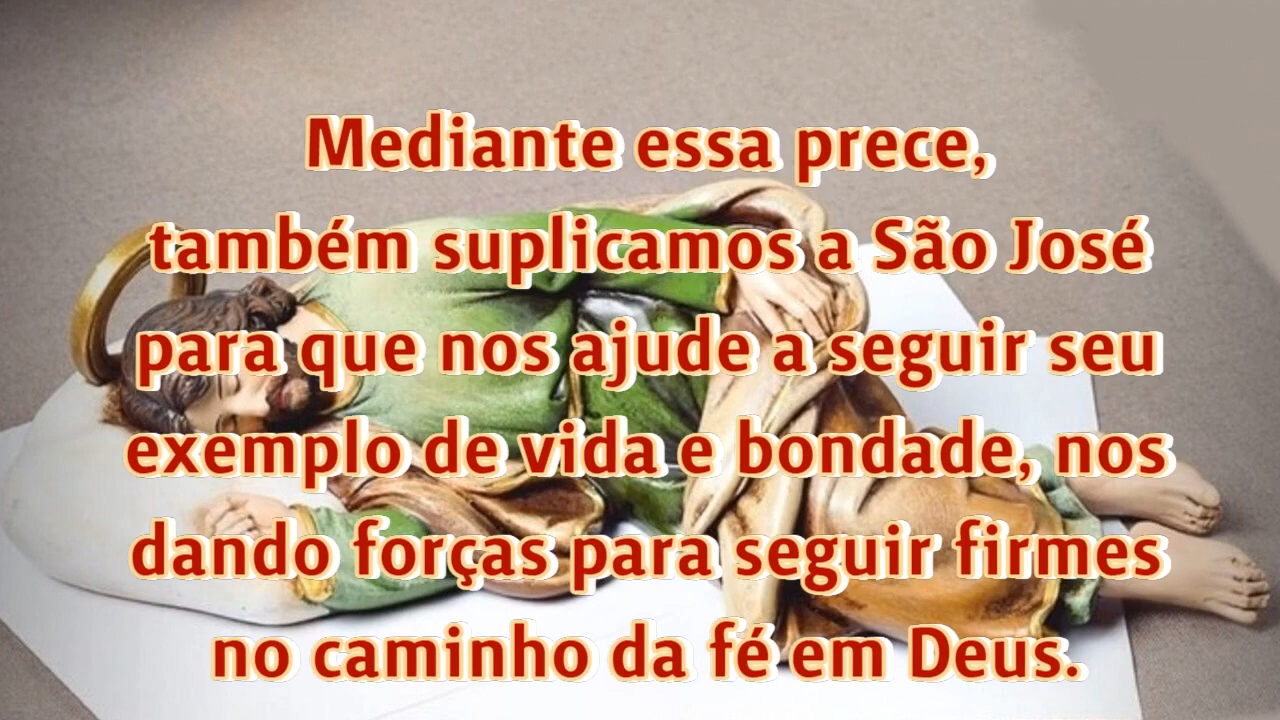 Mediante essa prece,
também suplicamos a São José
para que nos ajude a seguir seu
exemplo de vida e bondade, nos
dando forças para seguir firmes
no caminho da fé em Deus.